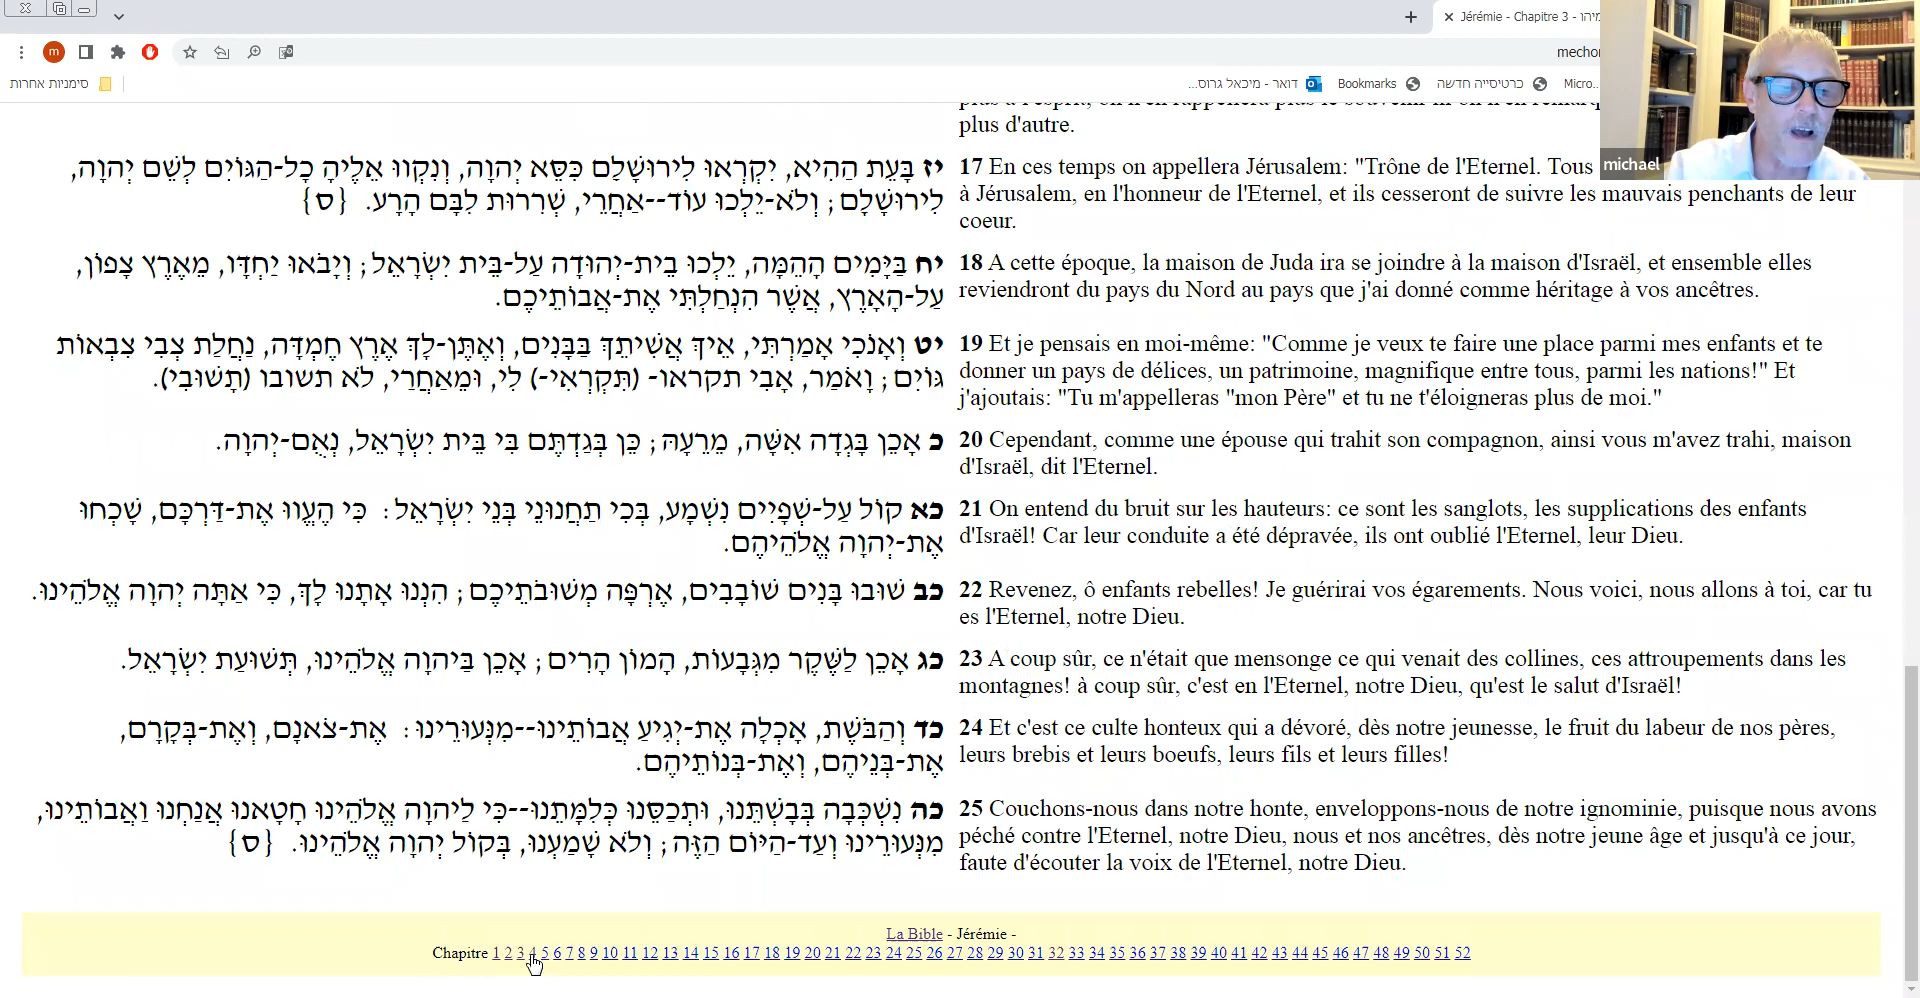 Jérémie - Chapitre 3 - ירמיהו
mechon
m
סימניות אחרות
דואר - מיכאל גרוס...
Bookmarks
כרטיסייה חדשה
Micro...
michael
plus d'autre.
יז בָּעֵת הַהִיא, יִקְרְאוּ לִירוּשָׁלִַם כִּסֵּא יְהוָה, וְנִקְווּ אֵלֶיהָ כָל-הַגּוֹיִם לְשֵׁם יְהוָה,
לִירוּשָׁלִָם; וְלֹא-יֵלְכוּ עוֹד--אַחֲרֵי, שְׁרִרוּת לִבָּם הָרָע. {ס}
17 En ces temps on appellera Jérusalem: "Trône de l'Eternel. Tous
à Jérusalem, en l'honneur de l'Eternel, et ils cesseront de suivre les mauvais penchants de leur
coeur.
יח בַּיָּמִים הָהֵמָּה, יֵלְכוּ בֵית-יְהוּדָה עַל-בֵּית יִשְׂרָאֵל; וְיָבֹאוּ יַחְדָּו, מֵאֶרֶץ צָפוֹן,
עַל-הָאָרֶץ, אֲשֶׁר הִנְחַלְתִּי אֶת-אֲבוֹתֵיכֶם.
18 A cette époque, la maison de Juda ira se joindre à la maison d'Israël, et ensemble elles
reviendront du pays du Nord au pays que j'ai donné comme héritage à vos ancêtres.
יט וְאָנֹכִי אָמַרְתִּי, אֵיךְ אֲשִׁיתֵךְ בַּבָּנִים, וְאֶתֶּן-לָךְ אֶרֶץ חֶמְדָּה, נַחֲלַת צְבִי צִבְאוֹת
גּוֹיִם; וָאֹמַר, אָבִי תקראו- (תִּקְרְאִי-) לִי, וּמֵאַחֲרַי, לֹא תשובו (תָשׁוּבִי).
19 Et je pensais en moi-même: "Comme je veux te faire une place parmi mes enfants et te
donner un pays de délices, un patrimoine, magnifique entre tous, parmi les nations!" Et
j'ajoutais: "Tu m'appelleras "mon Père" et tu ne t'éloigneras plus de moi."
כ אָכֵן בָּגְדָה אִשָּׁה, מֵרֵעָהּ; כֵּן בְּגַדְתֶּם בִּי בֵּית יִשְׂרָאֵל, נְאֻם-יְהוָה.
20 Cependant, comme une épouse qui trahit son compagnon, ainsi vous m'avez trahi, maison
d'Israël, dit l'Eternel.
כא קוֹל עַל-שְׁפָיִים נִשְׁמָע, בְּכִי תַחֲנוּנֵי בְּנֵי יִשְׂרָאֵל: כִּי הֶעֱווּ אֶת-דַּרְכָּם, שָׁכְחוּ
אֶת-יְהוָה אֱלֹהֵיהֶם.
21 On entend du bruit sur les hauteurs: ce sont les sanglots, les supplications des enfants
d'Israël! Car leur conduite a été dépravée, ils ont oublié l'Eternel, leur Dieu.
כב שׁוּבוּ בָּנִים שׁוֹבָבִים, אֶרְפָּה מְשׁוּבֹתֵיכֶם; הִנְנוּ אָתָנוּ לָךְ, כִּי אַתָּה יְהוָה אֱלֹהֵינוּ.
22 Revenez, ô enfants rebelles! Je guérirai vos égarements. Nous voici, nous allons à toi, car tu
es l'Eternel, notre Dieu.
כג אָכֵן לַשֶּׁקֶר מִגְּבָעוֹת, הָמוֹן הָרִים; אָכֵן בַּיהוָה אֱלֹהֵינוּ, תְּשׁוּעַת יִשְׂרָאֵל.
23 A coup sûr, ce n'était que mensonge ce qui venait des collines, ces attroupements dans les
montagnes! à coup sûr, c'est en l'Eternel, notre Dieu, qu'est le salut d'Israël!
כד וְהַבֹּשֶׁת, אָכְלָה אֶת-יְגִיעַ אֲבוֹתֵינוּ--מִנְּעוּרֵינוּ: אֶת-צֹאנָם, וְאֶת-בְּקָרָם,
אֶת-בְּנֵיהֶם, וְאֶת-בְּנוֹתֵיהֶם.
24 Et c'est ce culte honteux qui a dévoré, dès notre jeunesse, le fruit du labeur de nos pères,
leurs brebis et leurs boeufs, leurs fils et leurs filles!
כה נִשְׁכְּבָה בְּבָשְׁתֵּנוּ, וּתְכַסֵּנוּ כְּלִמָּתֵנוּ--כִּי לַיהוָה אֱלֹהֵינוּ חָטָאנוּ אֲנַחְנוּ וַאֲבוֹתֵינוּ,
מִנְּעוּרֵינוּ וְעַד-הַיּוֹם הַזֶּה; וְלֹא שָׁמַעְנוּ, בְּקוֹל יְהוָה אֱלֹהֵינוּ. {ס}
25 Couchons-nous dans notre honte, enveloppons-nous de notre ignominie, puisque nous avons
péché contre l'Eternel, notre Dieu, nous et nos ancêtres, dès notre jeune âge et jusqu'à ce jour,
faute d'écouter la voix de l'Eternel, notre Dieu.
La Bible - Jérémie -
Chapitre 1 2 3 4 5 6 7 8 9 10 11 12 13 14 15 16 17 18 19 20 21 22 23 24 25 26 27 28 29 30 31 32 33 34 35 36 37 38 39 40 41 42 43 44 45 46 47 48 49 50 51 52